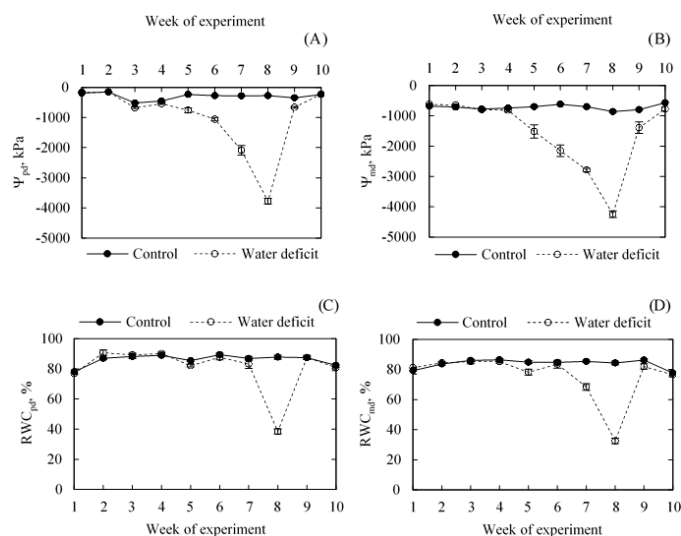 Week of experiment
(A)
1 2 3 4 5 6 7 8 9 10
0
-1000
-2000
-3000
-4000
-5000
Ψpd, kPa
Control
Water deficit
Week of experiment
(B)
1 2 3 4 5 6 7 8 9 10
0
-1000
-2000
-3000
-4000
-5000
Ψmd, kPa
Control
Water deficit
(C)
Control
Water deficit
100
80
60
40
20
0
RWCpd, %
1 2 3 4 5 6 7 8 9 10
Week of experiment
(D)
Control
Water deficit
100
80
60
40
20
0
RWCmd, %
1 2 3 4 5 6 7 8 9 10
Week of experiment